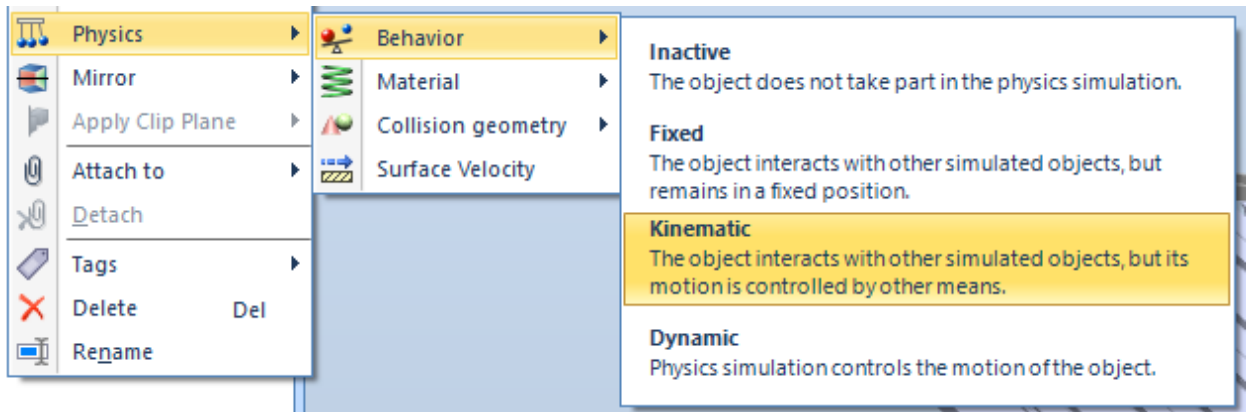 Physics
Mirror
Apply Clip Plane
Attach to
Detach
Tags
Delete Del
Rename
Behavior
Material
Collision geometry
Surface Velocity
Inactive
The object does not take part in the physics simulation.
Fixed
The object interacts with other simulated objects, but
remains in a fixed position.
Kinematic
The object interacts with other simulated objects, but its
motion is controlled by other means.
Dynamic
Physics simulation controls the motion of the object.